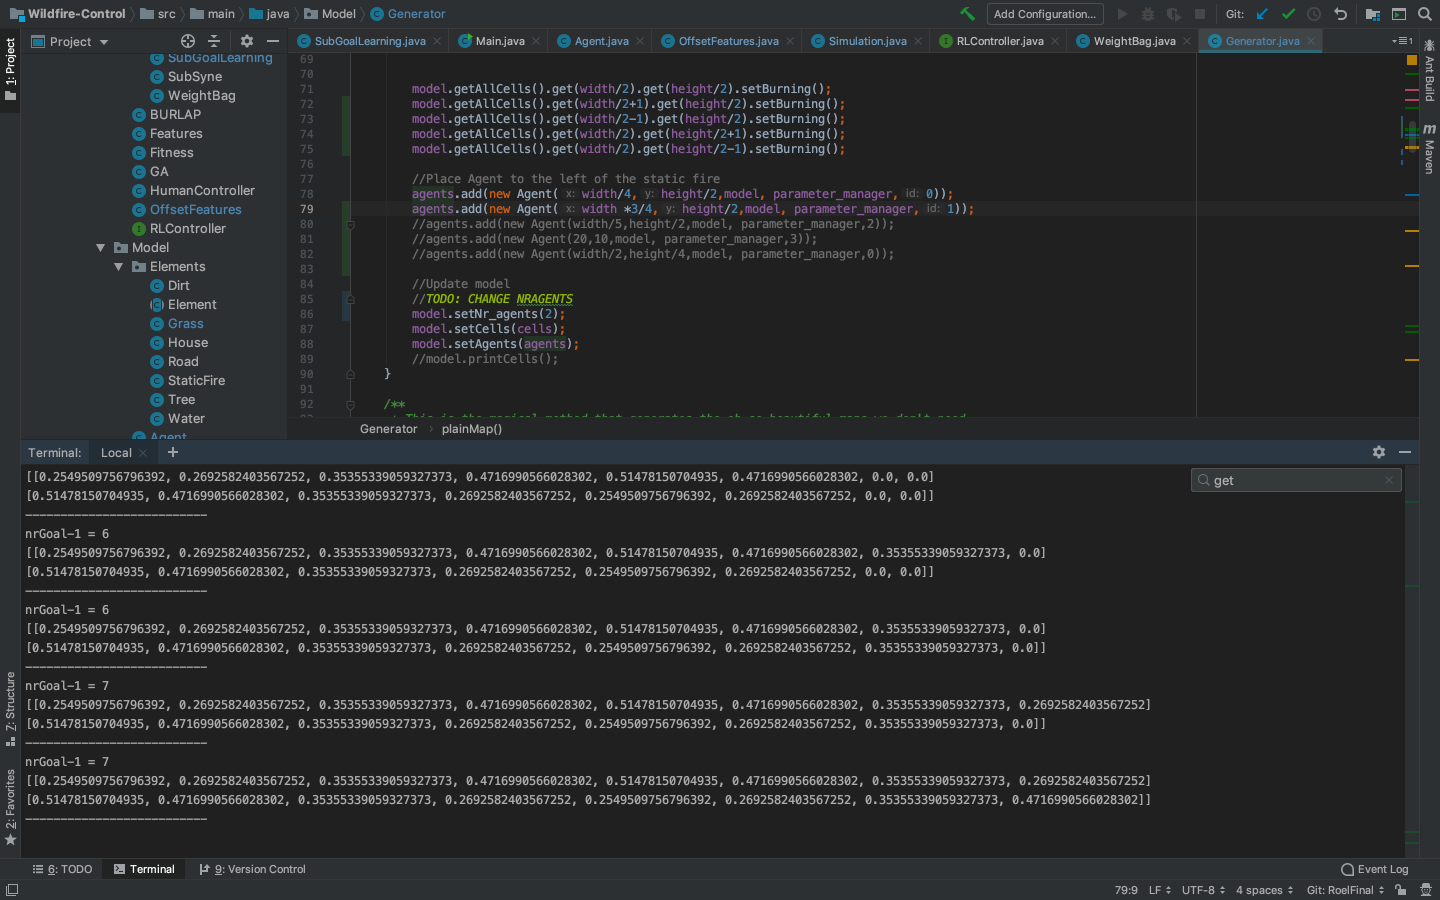 Wildfire-Control src main java Model Generator Add Configuration... Git:
Project
SubGoalLearning.java Main.java Agent.java OffsetFeatures.java Simulation.java RLController.java WeightBag.java Generator.java
1: Project
Z: Structure
2: Favorites
SubGoalLearning
SubSyne
WeightBag
BURLAP
Features
Fitness
GA
HumanController
OffsetFeatures
RLController
Model
Elements
Dirt
Element
Grass
House
Road
StaticFire
Tree
Water
Agent
69
70
71 model.getAllCells().get(width/2).get(height/2).setBurning();
72 model.getAllCells().get(width/2+1).get(height/2).setBurning();
73 model.getAllCells().get(width/2-1).get(height/2).setBurning();
74 model.getAllCells().get(width/2).get(height/2+1).setBurning();
75 model.getAllCells().get(width/2).get(height/2-1).setBurning();
76
77 //Place Agent to the left of the static fire
78 agents.add(new Agent( x: width/4, y: height/2,model, parameter_manager, id: 0));
79 agents.add(new Agent( x: width *3/4, y: height/2,model, parameter_manager, id: 1));
80 //agents.add(new Agent(width/5,height/2,model, parameter_manager,2));
81 //agents.add(new Agent(20,10,model, parameter_manager,3));
82 //agents.add(new Agent(width/2,height/4,model, parameter_manager,0));
83
84 //Update model
85 //TODO: CHANGE NRAGENTS
86 model.setNr_agents(2);
87 model.setCells(cells);
88 model.setAgents(agents);
89 //model.printCells();
90 }
91
92 /**
Generator plainMap()
Ant Build
Maven
Terminal: Local +
get
[[0.2549509756796392, 0.2692582403567252, 0.35355339059327373, 0.4716990566028302, 0.51478150704935, 0.4716990566028302, 0.0, 0.0]
[0.51478150704935, 0.4716990566028302, 0.35355339059327373, 0.2692582403567252, 0.2549509756796392, 0.2692582403567252, 0.0, 0.0]]
--------------------------
nrGoal-1 = 6
[[0.2549509756796392, 0.2692582403567252, 0.35355339059327373, 0.4716990566028302, 0.51478150704935, 0.4716990566028302, 0.35355339059327373, 0.0]
[0.51478150704935, 0.4716990566028302, 0.35355339059327373, 0.2692582403567252, 0.2549509756796392, 0.2692582403567252, 0.0, 0.0]]
--------------------------
nrGoal-1 = 6
[[0.2549509756796392, 0.2692582403567252, 0.35355339059327373, 0.4716990566028302, 0.51478150704935, 0.4716990566028302, 0.35355339059327373, 0.0]
[0.51478150704935, 0.4716990566028302, 0.35355339059327373, 0.2692582403567252, 0.2549509756796392, 0.2692582403567252, 0.35355339059327373, 0.0]]
--------------------------
nrGoal-1 = 7
[[0.2549509756796392, 0.2692582403567252, 0.35355339059327373, 0.4716990566028302, 0.51478150704935, 0.4716990566028302, 0.35355339059327373, 0.2692582403567252]
[0.51478150704935, 0.4716990566028302, 0.35355339059327373, 0.2692582403567252, 0.2549509756796392, 0.2692582403567252, 0.35355339059327373, 0.0]]
--------------------------
nrGoal-1 = 7
[[0.2549509756796392, 0.2692582403567252, 0.35355339059327373, 0.4716990566028302, 0.51478150704935, 0.4716990566028302, 0.35355339059327373, 0.2692582403567252]
[0.51478150704935, 0.4716990566028302, 0.35355339059327373, 0.2692582403567252, 0.2549509756796392, 0.2692582403567252, 0.35355339059327373, 0.4716990566028302]]
--------------------------
6: TODO Terminal 9: Version Control Event Log
79:9 LF UTF-8 4 spaces Git: RoelFinal